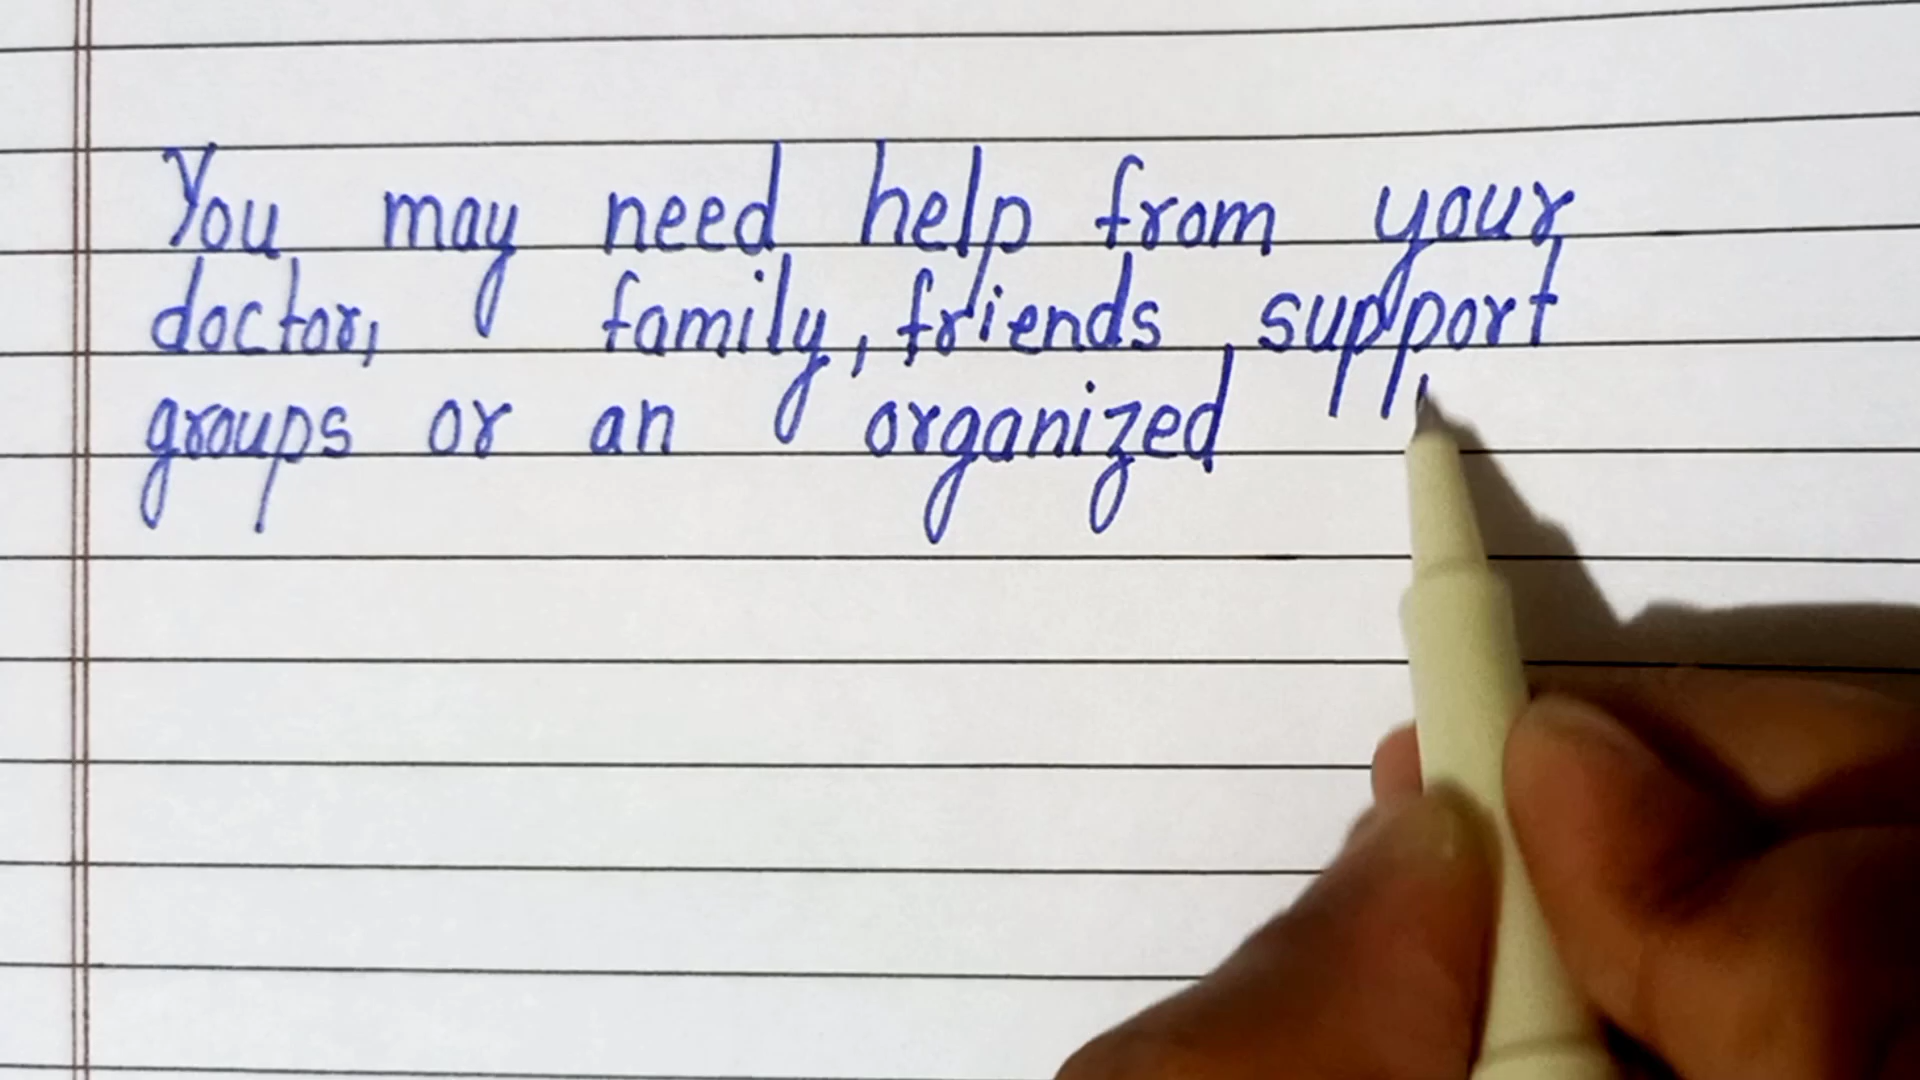 You may need help from your
doctor, family, friends, support
groups or an organized